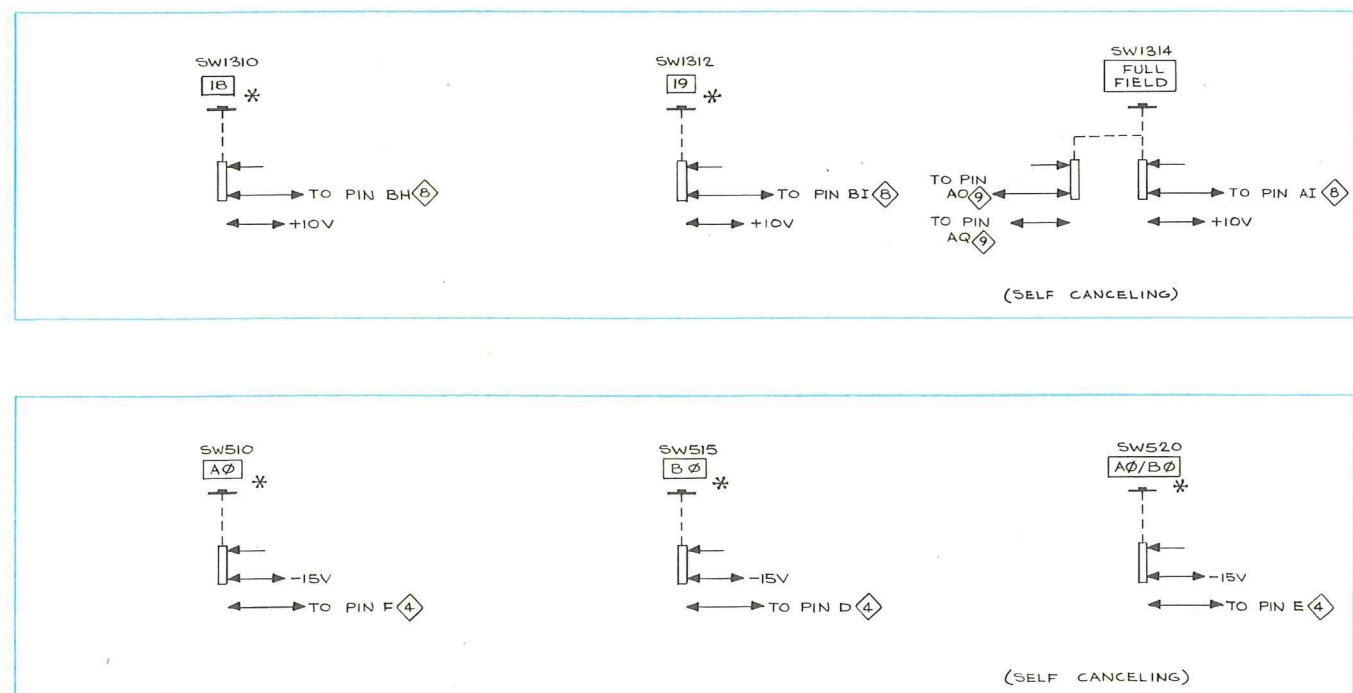 SW1310
18 *
TO PIN BH 8
+10V
SW1312
19 *
TO PIN BI 8
+10V
SW1314
FULL
FIELD
TO PIN
AO 9
TO PIN
AQ 9
TO PIN AI 8
+10V
(SELF CANCELING)
SW510
AØ *
-15V
TO PIN F 4
SW515
BØ *
-15V
TO PIN D 4
SW520
AØ/BØ *
-15V
TO PIN E 4
(SELF CANCELING)